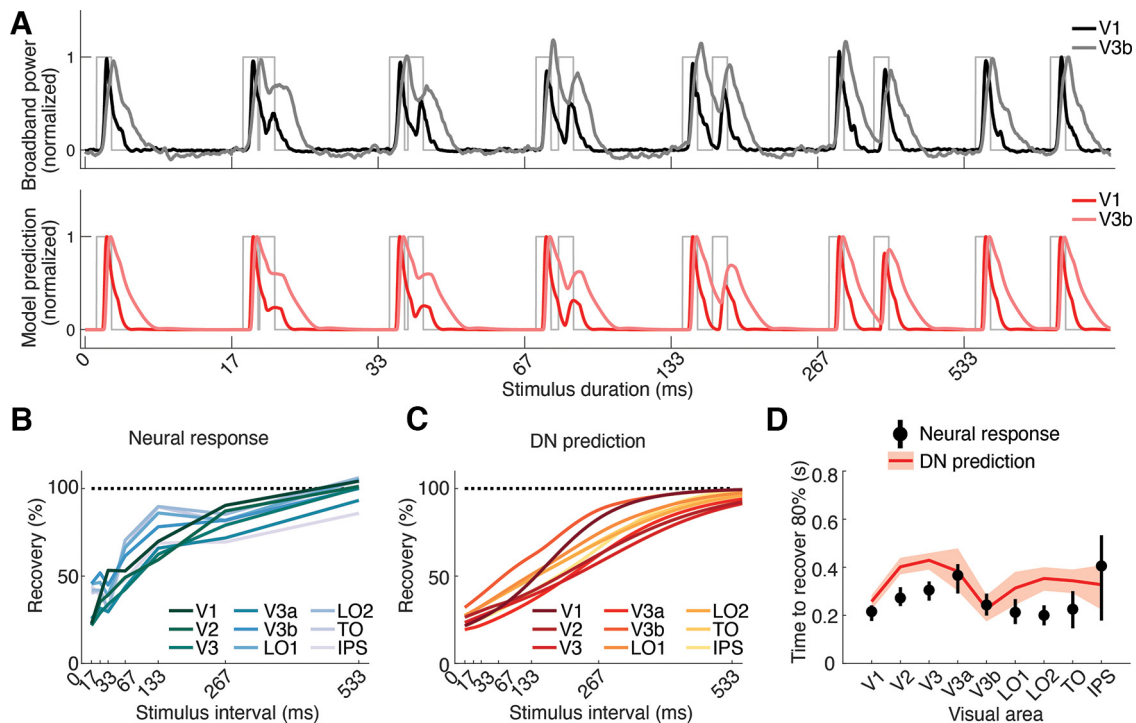 A
Broadband power
(normalized)
1
0
V1
V3b
Model prediction
(normalized)
1
0
V1
V3b
0
17
33
67
133
267
533
Stimulus duration (ms)
B
Neural response
Recovery (%)
100
50
0
V1
V2
V3
V3a
V3b
LO1
LO2
TO
IPS
0
17
33
67
133
267
533
Stimulus interval (ms)
C
DN prediction
Recovery (%)
100
50
0
V1
V2
V3
V3a
V3b
LO1
LO2
TO
IPS
0
17
33
67
133
267
533
Stimulus interval (ms)
D
Neural response
DN prediction
Time to recover 80% (s)
0.8
0.6
0.4
0.2
0
V1
V2
V3
V3a
V3b
LO1
LO2
TO
IPS
Visual area